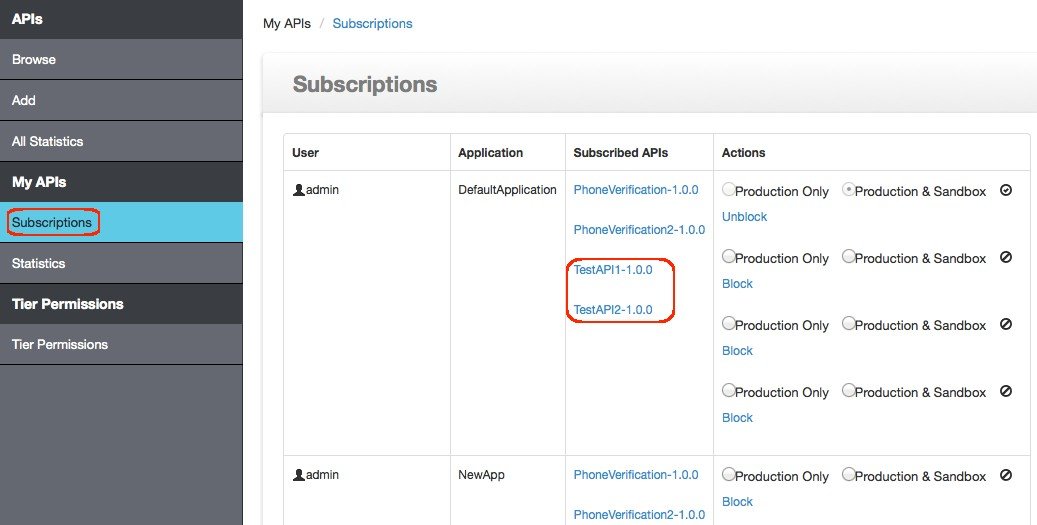 APIs
Browse
Add
All Statistics
My APIs
Subscriptions
Statistics
Tier Permissions
Tier Permissions
My APIs / Subscriptions
Subscriptions
User Application Subscribed APIs Actions
admin DefaultApplication PhoneVerification-1.0.0 Production Only Production & Sandbox
Unblock
PhoneVerification2-1.0.0
Production Only Production & Sandbox
TestAPI1-1.0.0
Block
TestAPI2-1.0.0
Production Only Production & Sandbox
Block
Production Only Production & Sandbox
Block
admin NewApp PhoneVerification-1.0.0 Production Only Production & Sandbox
Block
PhoneVerification2-1.0.0